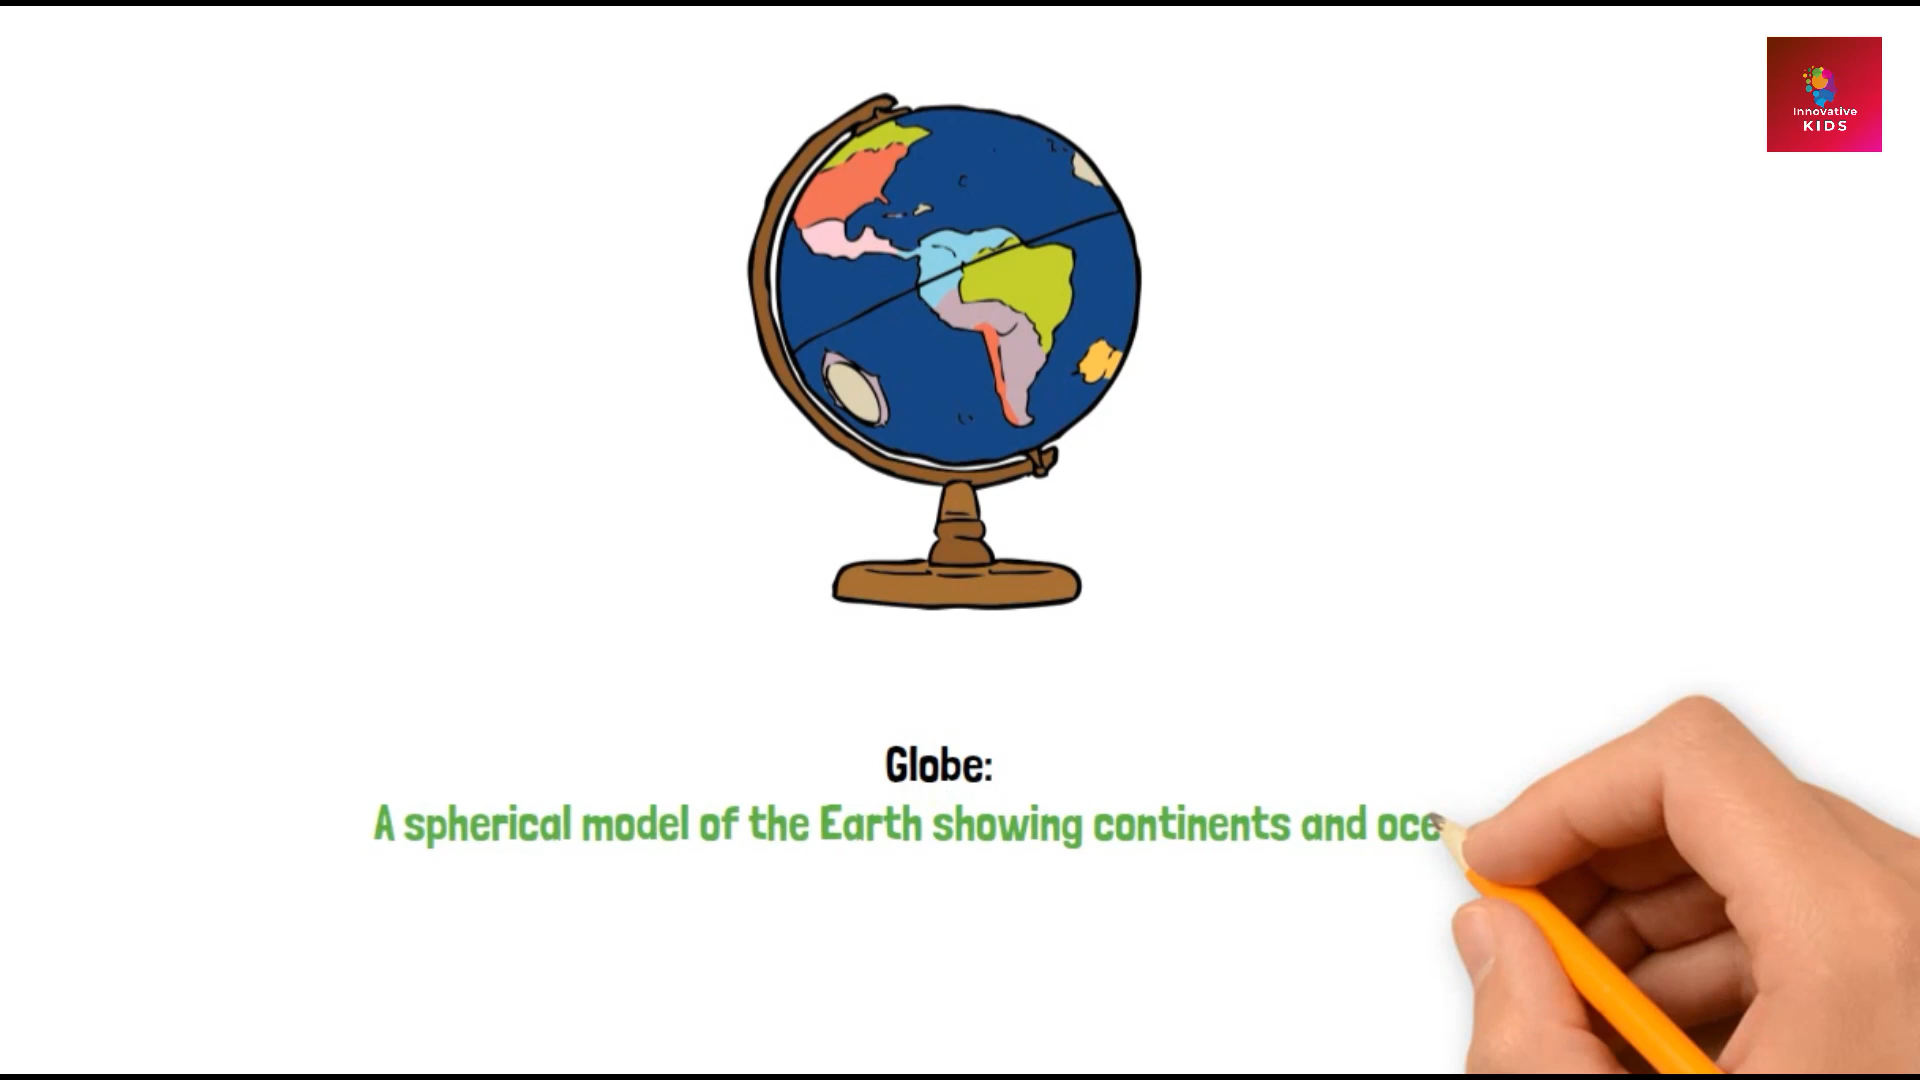 Innovative
KIDS
Globe:
A spherical model of the Earth showing continents and oce